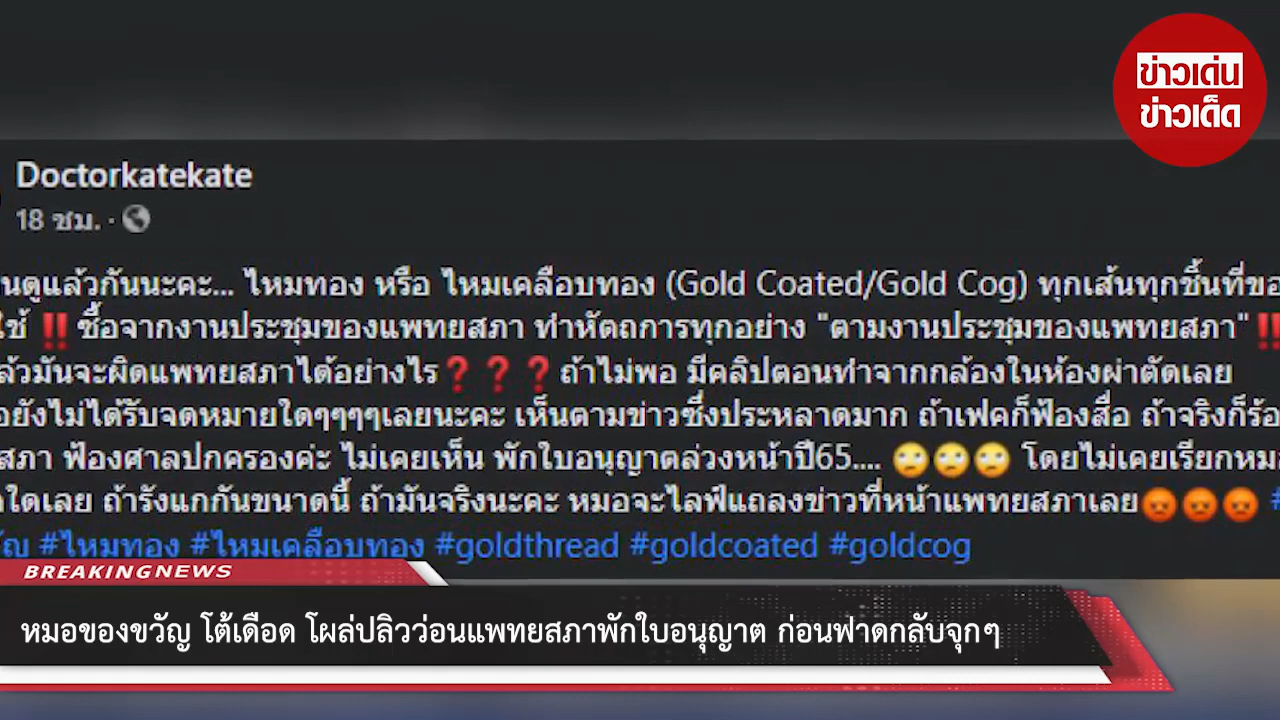 ข่าวเด่น
ข่าวเด็ด
Doctorkatekate
18 ชม. ·
นดูแล้วกันนะคะ... ไหมทอง หรือ ไหมเคลือบทอง (Gold Coated/Gold Cog) ทุกเส้นทุกชิ้นที่ขอ
ใช้ ‼️ ซื้อจากงานประชุมของแพทยสภา ทำหัตถการทุกอย่าง "ตามงานประชุมของแพทยสภา"‼️
ล้วมันจะผิดแพทยสภาได้อย่างไร❓❓❓ถ้าไม่พอ มีคลิปตอนทำจากกล้องในห้องผ่าตัดเลย
อยังไม่ได้รับจดหมายใดๆๆๆๆเลยนะคะ เห็นตามข่าวซึ่งประหลาดมาก ถ้าเฟคก็ฟ้องสื่อ ถ้าจริงก็ร้อ
สภา ฟ้องศาลปกครองค่ะ ไม่เคยเห็น พักใบอนุญาตล่วงหน้าปี65.... 🙄🙄🙄 โดยไม่เคยเรียกหม
ใดเลย ถ้ารังแกกันขนาดนี้ ถ้ามันจริงนะคะ หมอจะไลฟ์แถลงข่าวที่หน้าแพทยสภาเลย😡😡😡 #
วัญ #ไหมทอง #ไหมเคลือบทอง #goldthread #goldcoated #goldcog
BREAKINGNEWS
หมอของขวัญ โต้เดือด โผล่ปลิวว่อนแพทยสภาพักใบอนุญาต ก่อนฟาดกลับจุกๆ